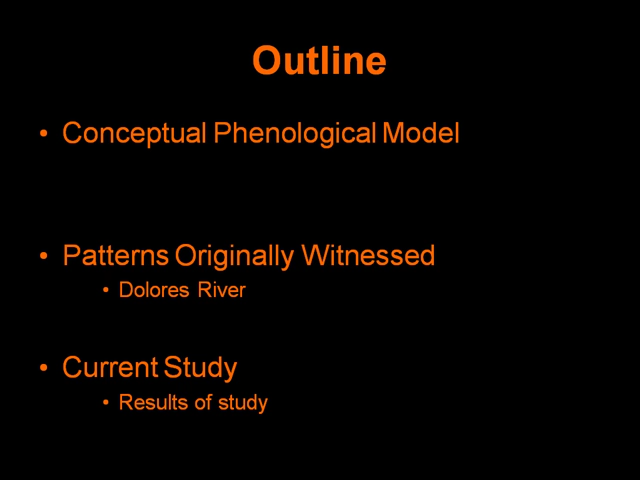 Outline
• Conceptual Phenological Model
• Patterns Originally Witnessed
• Dolores River
• Current Study
• Results of study